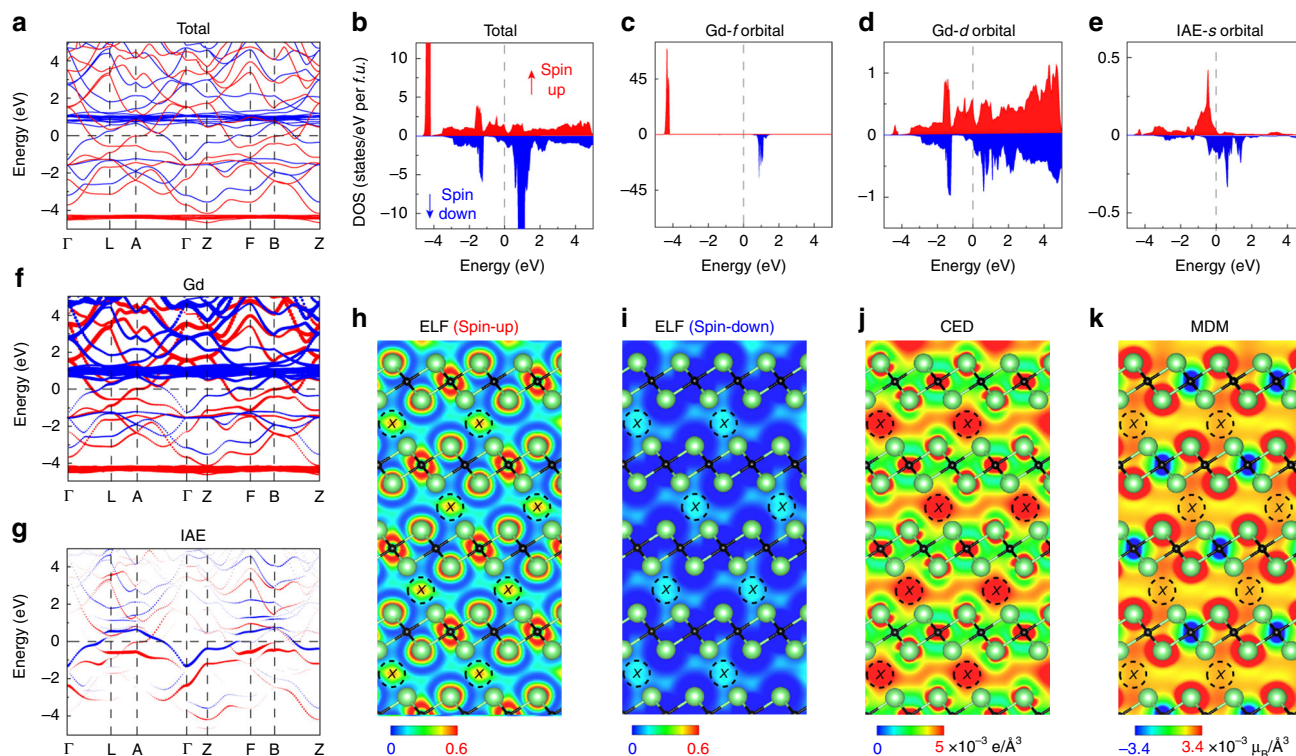 a
Total
Energy (eV)
4
2
0
−2
−4
Γ L A Γ Z F B Z
b
Total
DOS (states/eV per f.u.)
10
5
0
−5
−10
Spin up
Spin down
−4 −2 0 2 4
Energy (eV)
c
Gd-f orbital
45
0
−45
−4 −2 0 2 4
Energy (eV)
d
Gd-d orbital
1
0
−1
−4 −2 0 2 4
Energy (eV)
e
IAE-s orbital
0.5
0
−0.5
−4 −2 0 2 4
Energy (eV)
f
Gd
Energy (eV)
4
2
0
−2
−4
Γ L A Γ Z F B Z
g
IAE
Energy (eV)
4
2
0
−2
−4
Γ L A Γ Z F B Z
h
ELF (Spin-up)
X X
X X
X X
X X
0 0.6
i
ELF (Spin-down)
X X
X X
X X
X X
0 0.6
j
CED
X X
X X
X X
X X
0 5 ×10⁻³ e/Å³
k
MDM
X X
X X
X X
X X
−3.4 3.4 ×10⁻³ μB/Å³